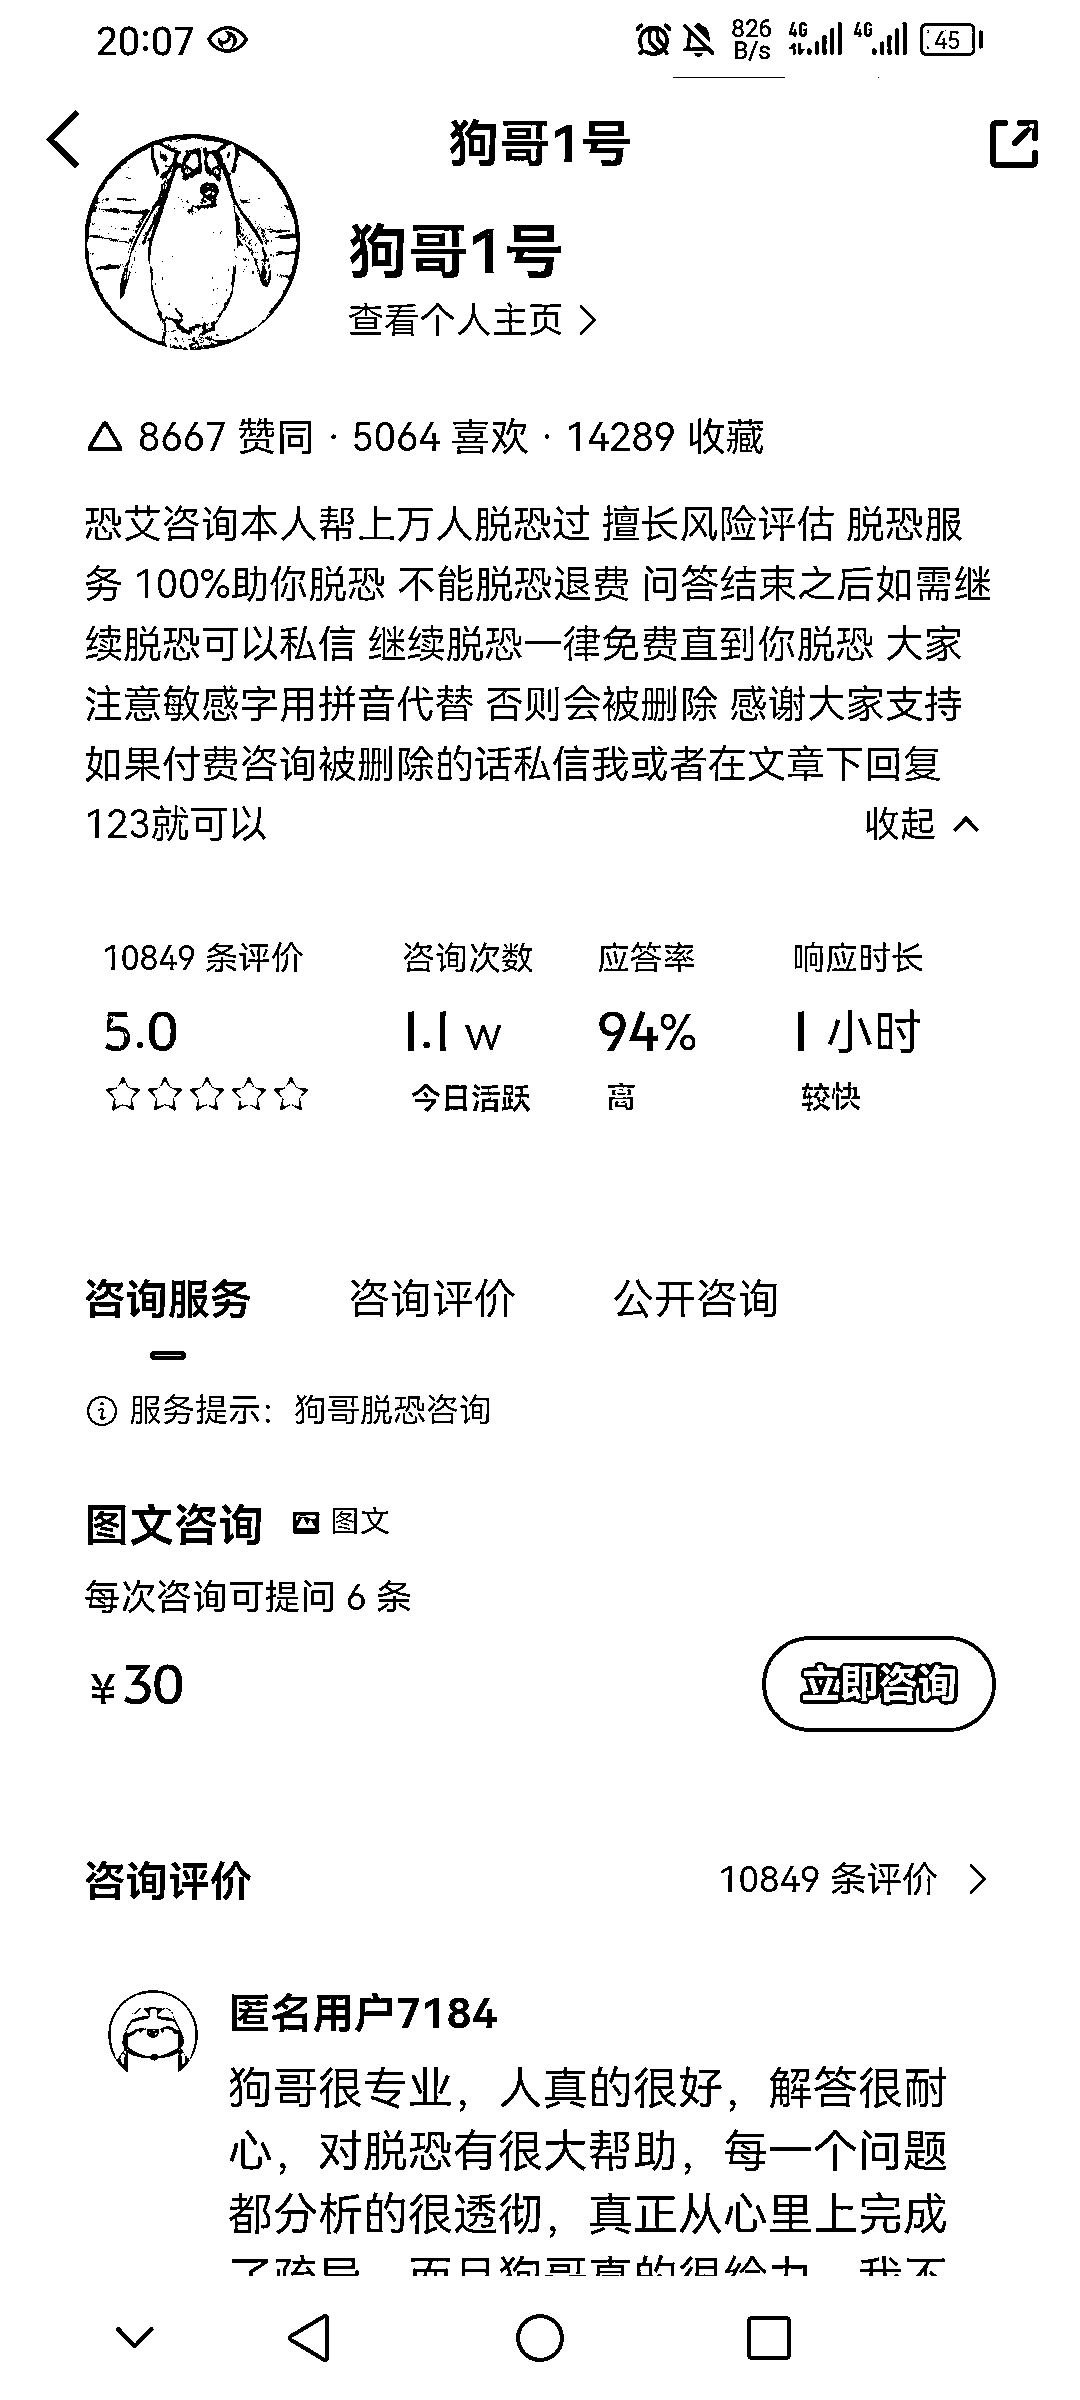 20:07
826 B/s 4G 4G 45
狗哥1号
狗哥1号
查看个人主页
8667 赞同 · 5064 喜欢 · 14289 收藏
恐艾咨询本人帮上万人脱恐过 擅长风险评估 脱恐服
务 100%助你脱恐 不能脱恐退费 问答结束之后如需继
续脱恐可以私信 继续脱恐一律免费直到你脱恐 大家
注意敏感字用拼音代替 否则会被删除 感谢大家支持
如果付费咨询被删除的话私信我或者在文章下回复
123就可以 收起
10849 条评价 咨询次数 应答率 响应时长
5.0 1.1 w 94% 1 小时
今日活跃 高 较快
咨询服务 咨询评价 公开咨询
服务提示：狗哥脱恐咨询
图文咨询 图文
每次咨询可提问 6 条
¥30 立即咨询
咨询评价 10849 条评价
匿名用户7184
狗哥很专业，人真的很好，解答很耐
心，对脱恐有很大帮助，每一个问题
都分析的很透彻，真正从心里上完成
了疏导，而且狗哥真的很给力，我不